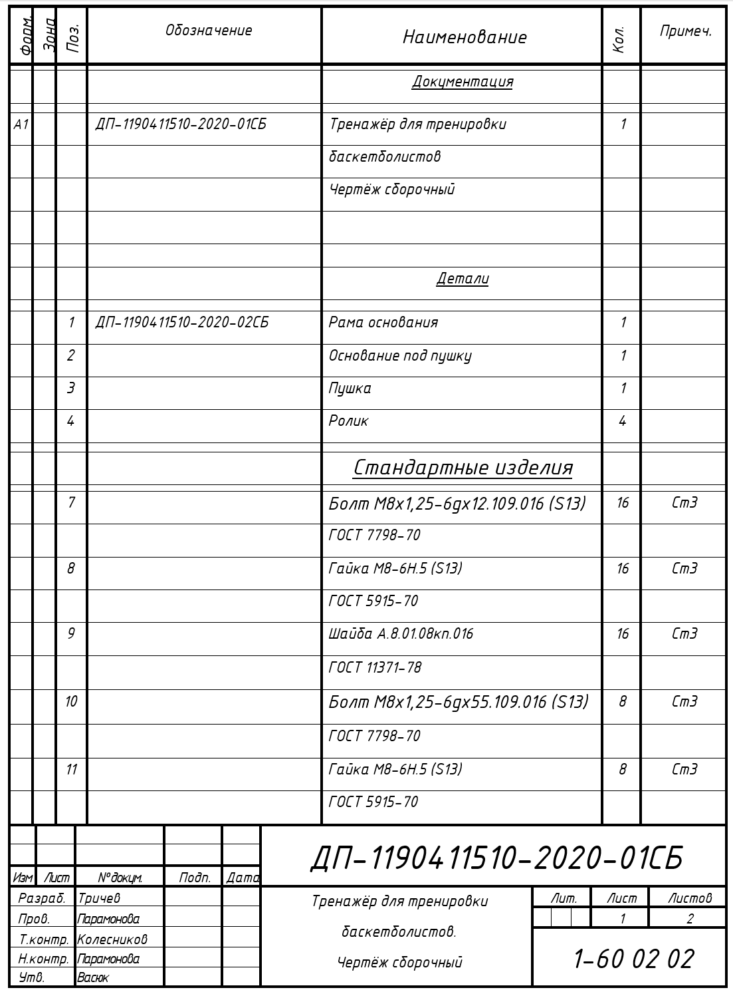 Форм. Зона Поз. Обозначение Наименование Кол. Примеч.
Документация
А1 ДП-1190411510-2020-01СБ Тренажёр для тренировки 1
баскетболистов
Чертёж сборочный
Детали
1 ДП-1190411510-2020-02СБ Рама основания 1
2 Основание под пушку 1
3 Пушка 1
4 Ролик 4
Стандартные изделия
7 Болт М8х1,25-6gх12.109.016 (S13) 16 Ст3
ГОСТ 7798-70
8 Гайка М8-6Н.5 (S13) 16 Ст3
ГОСТ 5915-70
9 Шайба А.8.01.08кп.016 16 Ст3
ГОСТ 11371-78
10 Болт М8х1,25-6gх55.109.016 (S13) 8 Ст3
ГОСТ 7798-70
11 Гайка М8-6Н.5 (S13) 8 Ст3
ГОСТ 5915-70
ДП-1190411510-2020-01СБ
Изм Лист № докум. Подп. Дата
Разраб. Тричев
Пров. Парамонова
Т.контр. Колесников
Н.контр. Парамонова
Утв. Васюк
Тренажёр для тренировки
баскетболистов.
Чертёж сборочный
Лит. Лист Листов
1 2
1-60 02 02